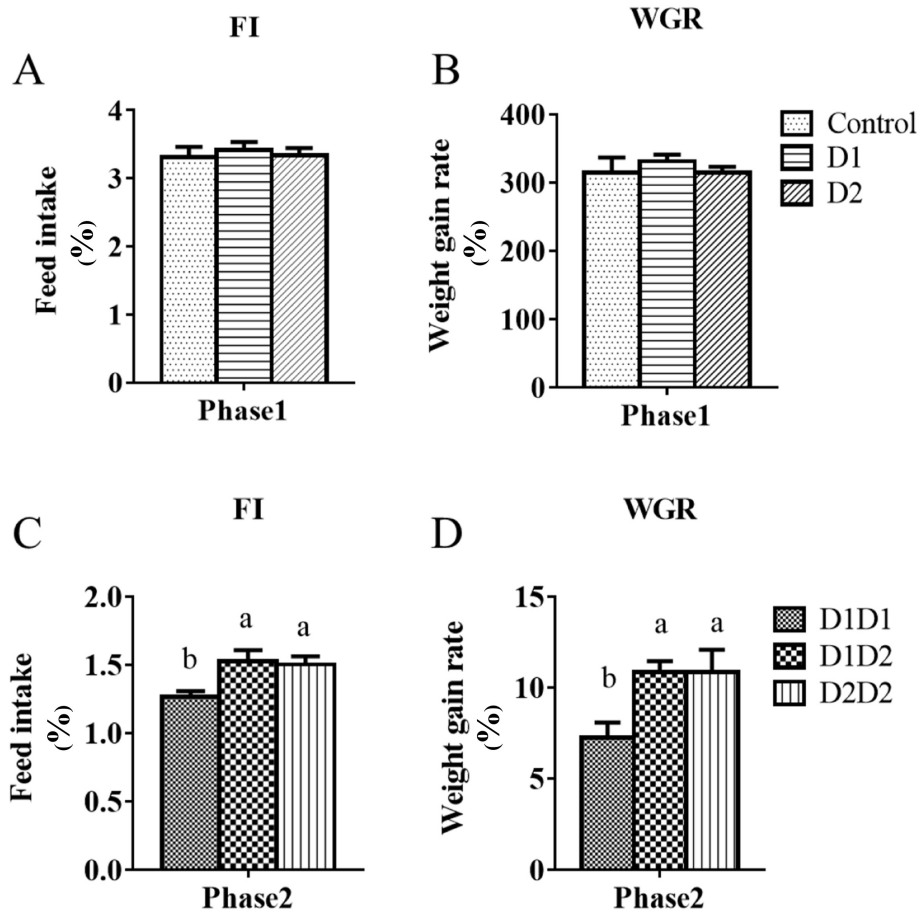 FI
WGR
A
B
Feed intake
(%)
4
3
2
1
0
Phase1
Weight gain rate
(%)
400
300
200
100
0
Phase1
Control
D1
D2
FI
WGR
C
D
Feed intake
(%)
2.0
1.5
1.0
0.5
0.0
b
a
a
Phase2
Weight gain rate
(%)
15
10
5
0
b
a
a
Phase2
D1D1
D1D2
D2D2